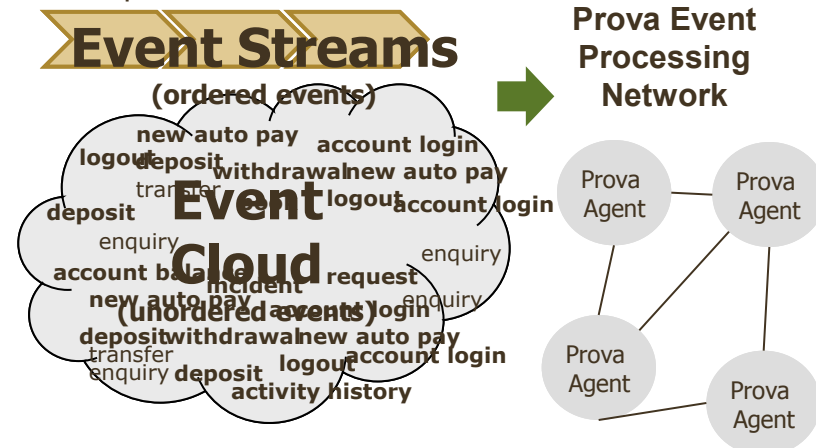 Event Streams
(ordered events)
Prova Event
Processing
Network
new auto pay
account login
logout
deposit
withdrawal
new auto pay
transfer
logout
account login
deposit
Event
Cloud
(unordered events)
enquiry
enquiry
account balance
incident
request
new auto pay
account login
enquiry
deposit
withdrawal
new auto pay
transfer
logout
account login
enquiry
deposit
activity history
Prova
Agent
Prova
Agent
Prova
Agent
Prova
Agent